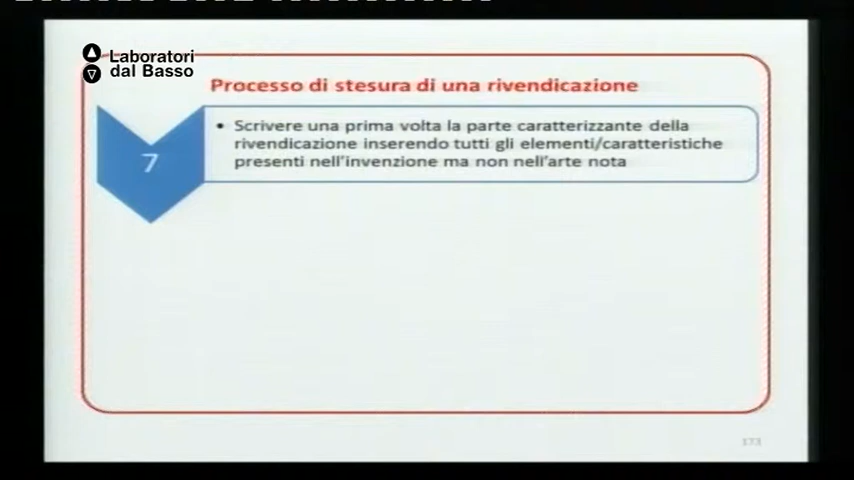 Laboratori
dal Basso
Processo di stesura di una rivendicazione
7
• Scrivere una prima volta la parte caratterizzante della
rivendicazione inserendo tutti gli elementi/caratteristiche
presenti nell'invenzione ma non nell'arte nota
173